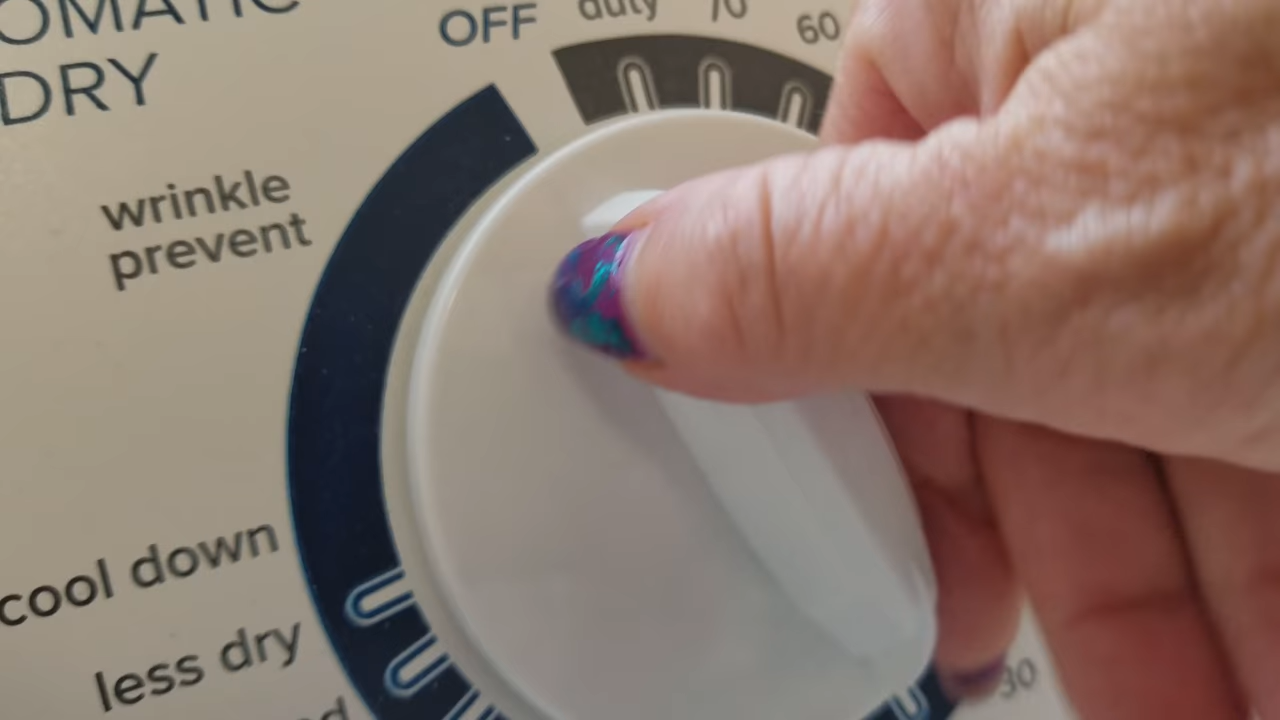 OMATIC
DRY
OFF
duty
70
60
wrinkle
prevent
cool down
less dry
30